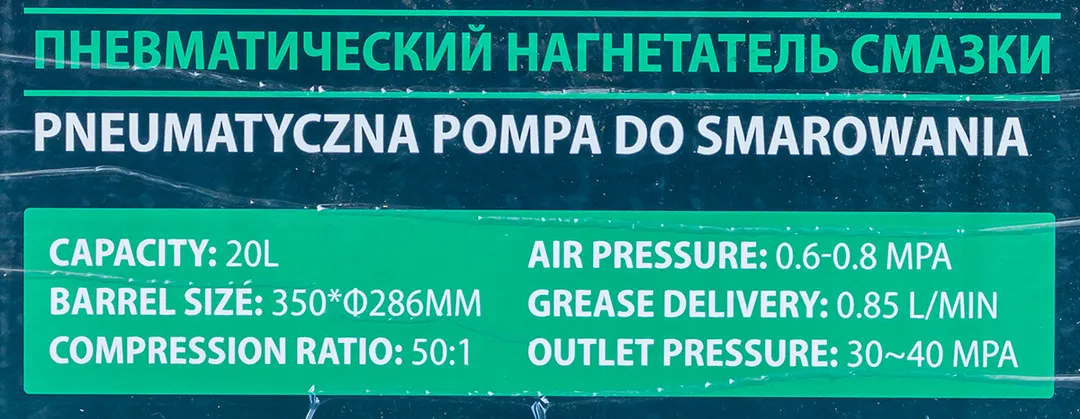 ПНЕВМАТИЧЕСКИЙ НАГНЕТАТЕЛЬ СМАЗКИ
PNEUMATYCZNA POMPA DO SMAROWANIA
CAPACITY: 20L
BARREL SIZE: 350*Φ286MM
COMPRESSION RATIO: 50:1
AIR PRESSURE: 0.6-0.8 MPA
GREASE DELIVERY: 0.85 L/MIN
OUTLET PRESSURE: 30~40 MPA